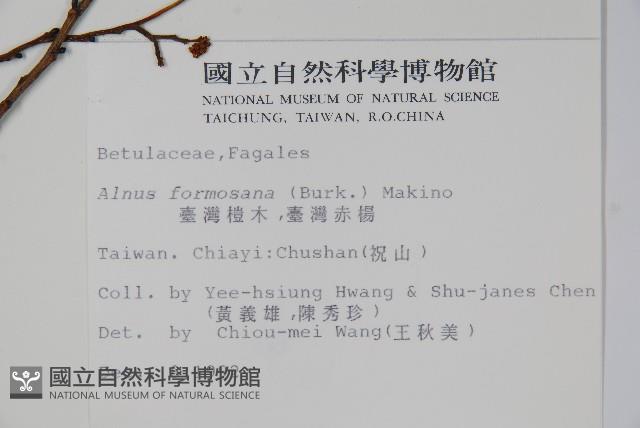 國立自然科學博物館
NATIONAL MUSEUM OF NATURAL SCIENCE
TAICHUNG, TAIWAN, R.O.CHINA
Betulaceae,Fagales
Alnus formosana (Burk.) Makino
臺灣榿木,臺灣赤楊
Taiwan. Chiayi:Chushan(祝山)
Coll. by Yee-hsiung Hwang & Shu-janes Chen
(黃義雄,陳秀珍)
Det. by Chiou-mei Wang(王秋美)
國立自然科學博物館
NATIONAL MUSEUM OF NATURAL SCIENCE